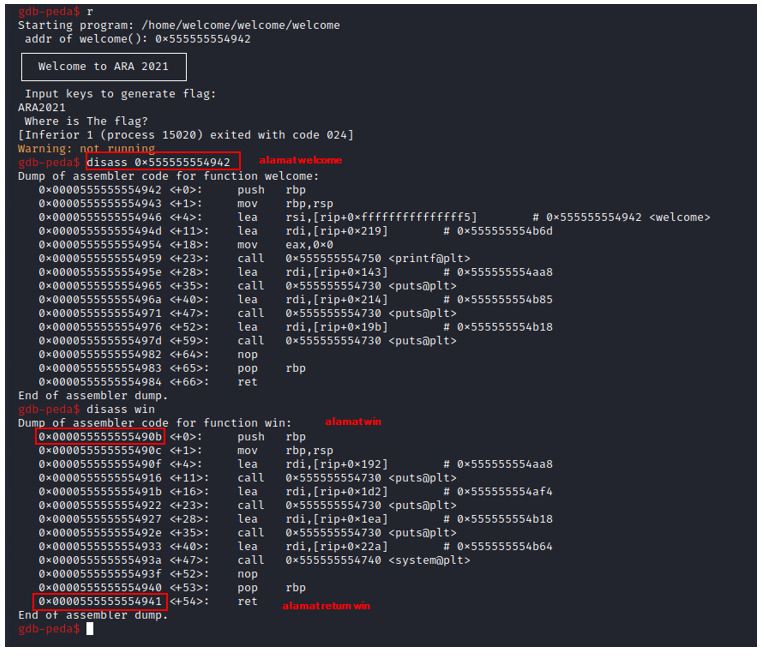 gdb-peda$ r
Starting program: /home/welcome/welcome/welcome
addr of welcome(): 0×555555554942
Welcome to ARA 2021
Input keys to generate flag:
ARA2021
Where is The flag?
[Inferior 1 (process 15020) exited with code 024]
Warning: not running
gdb-peda$ disass 0×555555554942 alamat welcome
Dump of assembler code for function welcome:
0×0000555555554942 <+0>: push rbp
0×0000555555554943 <+1>: mov rbp,rsp
0×0000555555554946 <+4>: lea rsi,[rip+0×fffffffffffffff5] # 0×555555554942 <welcome>
0×000055555555494d <+11>: lea rdi,[rip+0×219] # 0×555555554b6d
0×0000555555554954 <+18>: mov eax,0×0
0×0000555555554959 <+23>: call 0×555555554750 <printf@plt>
0×000055555555495e <+28>: lea rdi,[rip+0×143] # 0×555555554aa8
0×0000555555554965 <+35>: call 0×555555554730 <puts@plt>
0×000055555555496a <+40>: lea rdi,[rip+0×214] # 0×555555554b85
0×0000555555554971 <+47>: call 0×555555554730 <puts@plt>
0×0000555555554976 <+52>: lea rdi,[rip+0×19b] # 0×555555554b18
0×000055555555497d <+59>: call 0×555555554730 <puts@plt>
0×0000555555554982 <+64>: nop
0×0000555555554983 <+65>: pop rbp
0×0000555555554984 <+66>: ret
End of assembler dump.
gdb-peda$ disass win
Dump of assembler code for function win: alamat win
0×000055555555490b <+0>: push rbp
0×000055555555490c <+1>: mov rbp,rsp
0×000055555555490f <+4>: lea rdi,[rip+0×192] # 0×555555554aa8
0×0000555555554916 <+11>: call 0×555555554730 <puts@plt>
0×000055555555491b <+16>: lea rdi,[rip+0×1d2] # 0×555555554af4
0×0000555555554922 <+23>: call 0×555555554730 <puts@plt>
0×0000555555554927 <+28>: lea rdi,[rip+0×1ea] # 0×555555554b18
0×000055555555492e <+35>: call 0×555555554730 <puts@plt>
0×0000555555554933 <+40>: lea rdi,[rip+0×22a] # 0×555555554b64
0×000055555555493a <+47>: call 0×555555554740 <system@plt>
0×000055555555493f <+52>: nop
0×0000555555554940 <+53>: pop rbp
0×0000555555554941 <+54>: ret alamat return win
End of assembler dump.
gdb-peda$